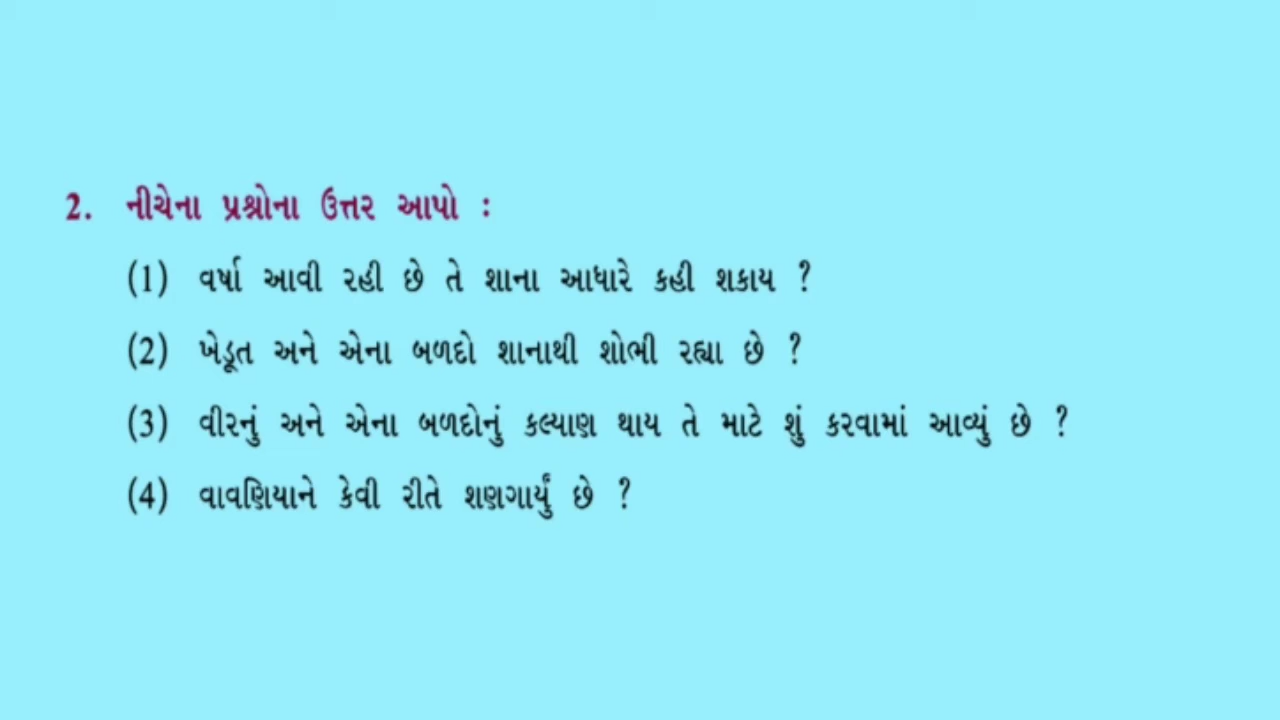 2. નીચેના પ્રશ્નોના ઉત્તર આપો :
(1) વર્ષા આવી રહી છે તે શાના આધારે કહી શકાય ?
(2) ખેડૂત અને એના બળદો શાનાથી શોભી રહ્યા છે ?
(3) વીરનું અને એના બળદોનું કલ્યાણ થાય તે માટે શું કરવામાં આવ્યું છે ?
(4) વાવણિયાને કેવી રીતે શણગાર્યું છે ?